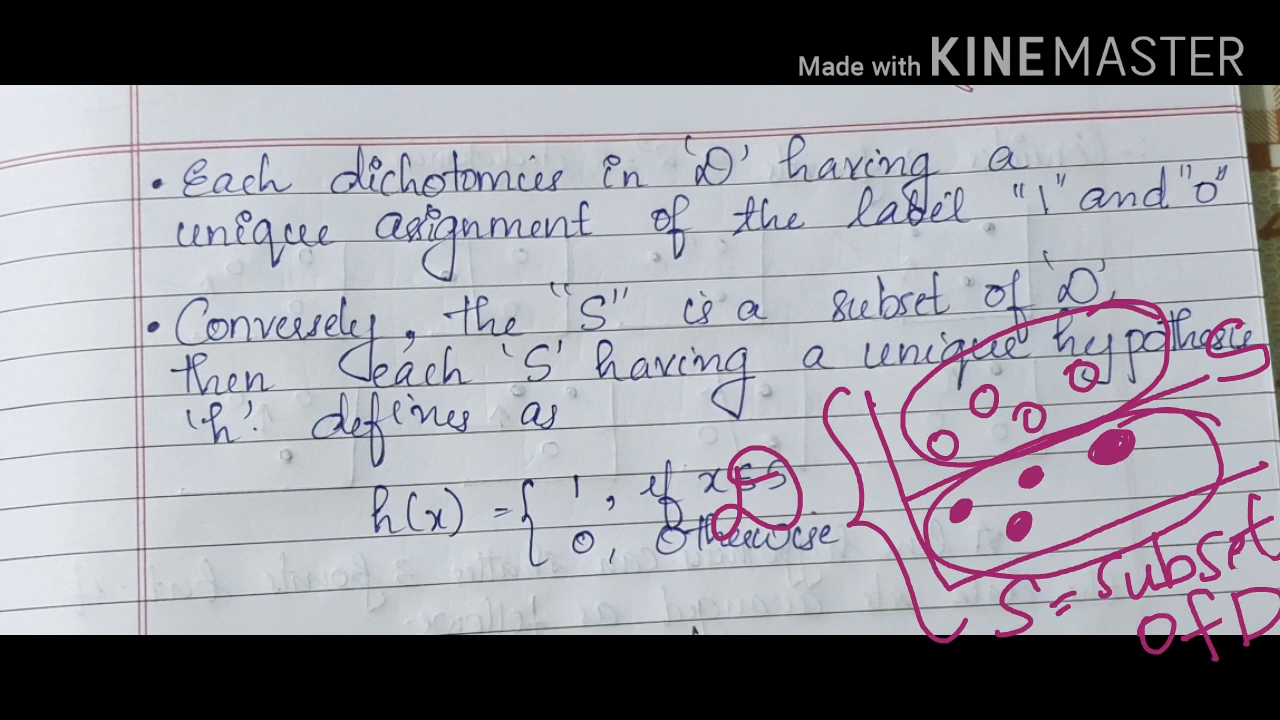 Made with KINEMASTER
• Each dichotomies in 'D' having a
unique assignment of the label "1" and "0"
• Conversely, the "S" is a subset of 'D',
then each 'S' having a unique hypothesis
'h'. defines as
h(x) = { 1, if x ∈ S
0, Otherwise
D
S
S = subset
of D